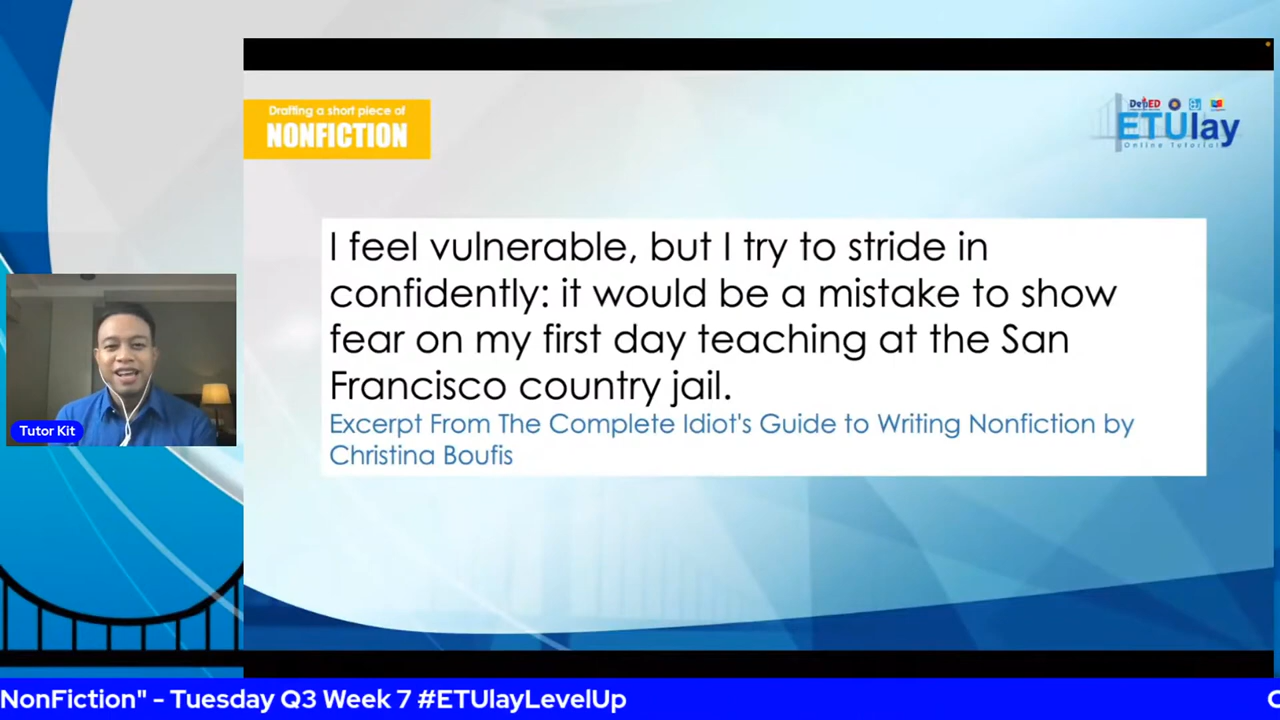 Drafting a short piece of
NONFICTION
DepED
ETUlay
Online Tutorial
I feel vulnerable, but I try to stride in
confidently: it would be a mistake to show
fear on my first day teaching at the San
Francisco country jail.
Excerpt From The Complete Idiot's Guide to Writing Nonfiction by
Christina Boufis
Tutor Kit
NonFiction" - Tuesday Q3 Week 7 #ETUlayLevelUp